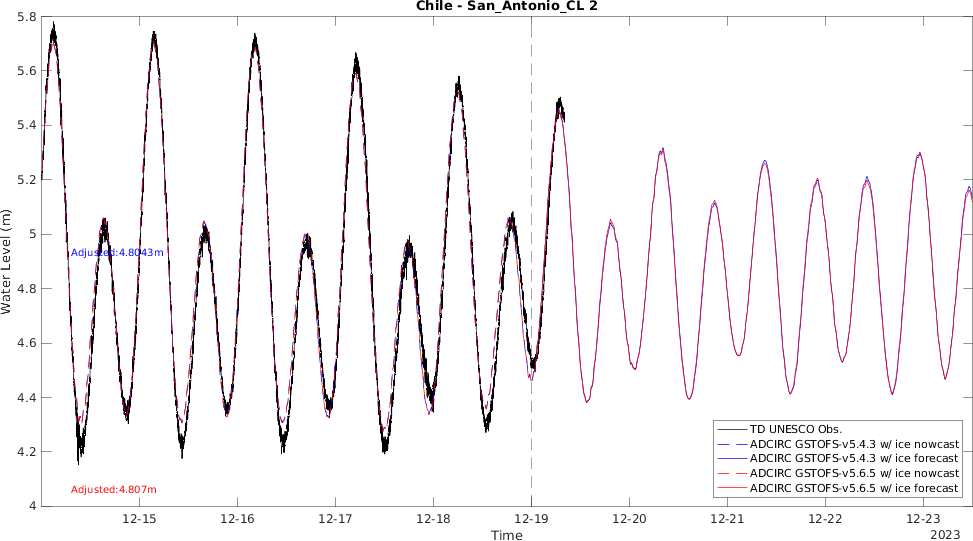 Chile - San_Antonio_CL 2
5.8
5.6
5.4
5.2
5
4.8
4.6
4.4
4.2
4
Water Level (m)
Adjusted:4.8043m
Adjusted:4.807m
TD UNESCO Obs.
ADCIRC GSTOFS-v5.4.3 w/ ice nowcast
ADCIRC GSTOFS-v5.4.3 w/ ice forecast
ADCIRC GSTOFS-v5.6.5 w/ ice nowcast
ADCIRC GSTOFS-v5.6.5 w/ ice forecast
12-15 12-16 12-17 12-18 12-19 12-20 12-21 12-22 12-23
Time
2023